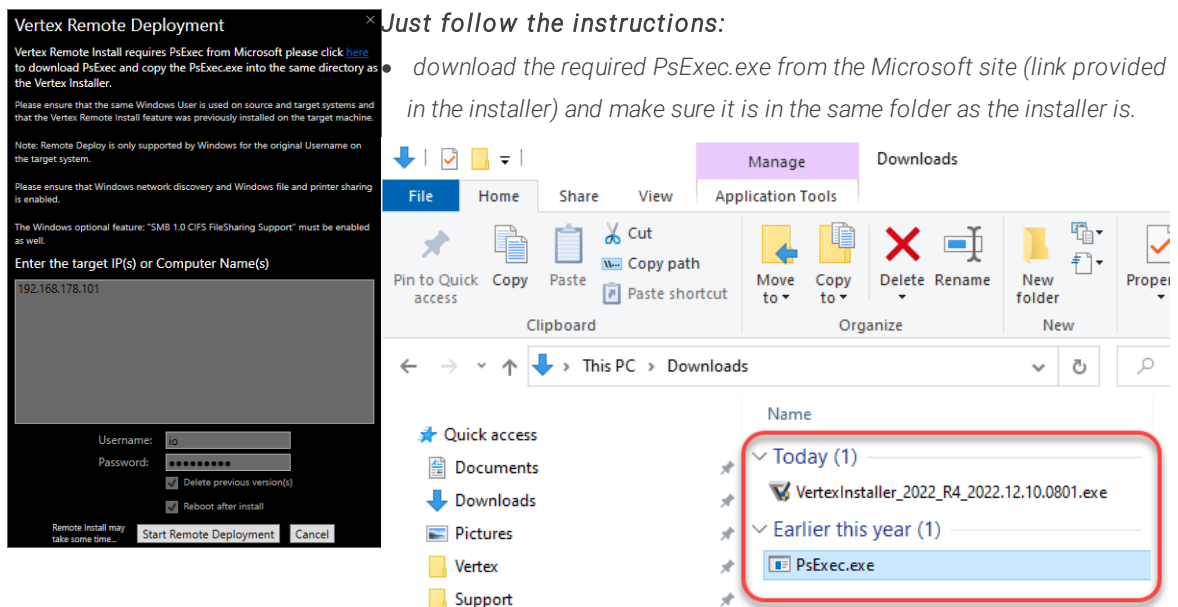 Vertex Remote Deployment
Vertex Remote Install requires PsExec from Microsoft please click here
to download PsExec and copy the PsExec.exe into the same directory as
the Vertex Installer.
Please ensure that the same Windows User is used on source and target systems and
that the Vertex Remote Install feature was previously installed on the target machine.
Note: Remote Deploy is only supported by Windows for the original Username on
the target system.
Please ensure that Windows network discovery and Windows file and printer sharing
is enabled.
The Windows optional feature: "SMB 1.0 CIFS FileSharing Support" must be enabled
as well.
Enter the target IP(s) or Computer Name(s)
192.168.178.101
Username: io
Password: ●●●●●●●●●
Delete previous version(s)
Reboot after install
Remote Install may
take some time...
Start Remote Deployment Cancel
Just follow the instructions:
• download the required PsExec.exe from the Microsoft site (link provided
in the installer) and make sure it is in the same folder as the installer is.
Manage Downloads
File Home Share View Application Tools
Pin to Quick
access
Copy
Paste
Cut
Copy path
Paste shortcut
Move
to
Copy
to
Delete
Rename
New
folder
Proper
Clipboard Organize New
This PC > Downloads
Name
Quick access
Documents
Downloads
Pictures
Vertex
Support
Today (1)
VertexInstaller_2022_R4_2022.12.10.0801.exe
Earlier this year (1)
PsExec.exe